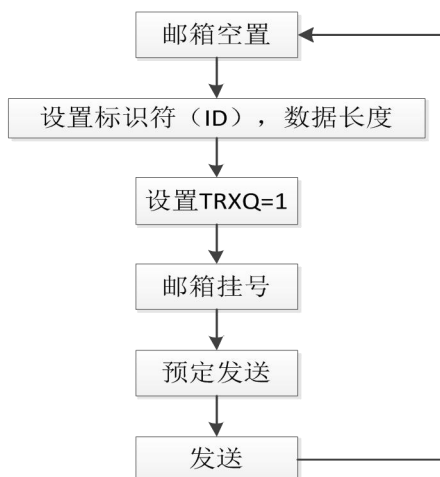 邮箱空置
设置标识符（ID），数据长度
设置TRXQ=1
邮箱挂号
预定发送
发送